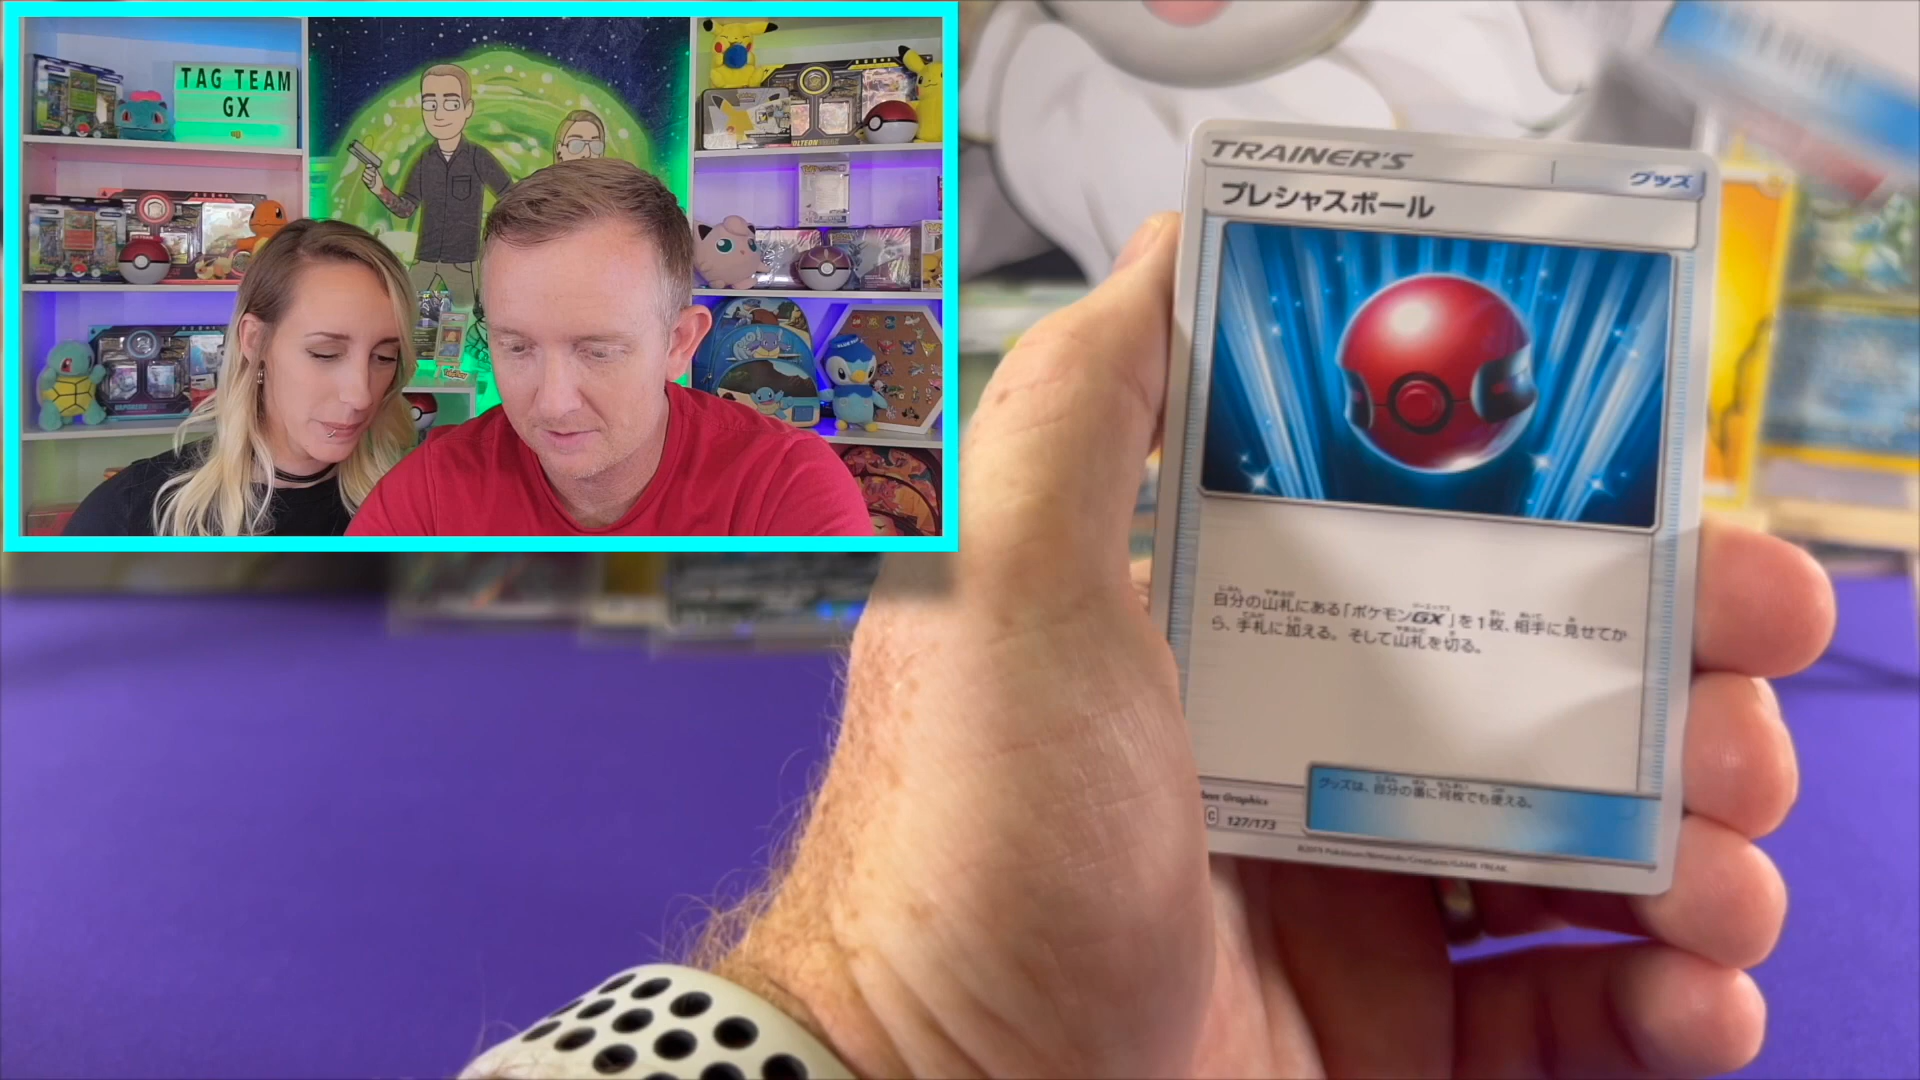 TAG TEAM
GX
TRAINER'S
グッズ
プレシャスボール
自分の山札にある「ポケモンGX」を1枚、相手に見せてか
ら、手札に加える。そして山札を切る。
グッズは、自分の番に何枚でも使える。
Graphics
C 127/173